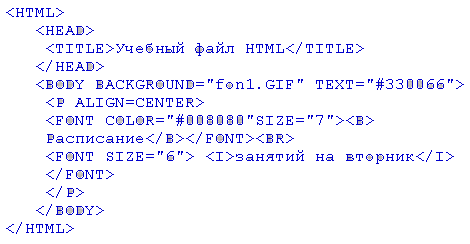 <HTML>
<HEAD>
<TITLE>Учебный файл HTML</TITLE>
</HEAD>
<BODY BACKGROUND="fon1.GIF" TEXT="#330066">
<P ALIGN=CENTER>
<FONT COLOR="#008080"SIZE="7"><B>
Расписание</B></FONT><BR>
<FONT SIZE="6"> <I>занятий на вторник</I>
</FONT>
</P>
</BODY>
</HTML>